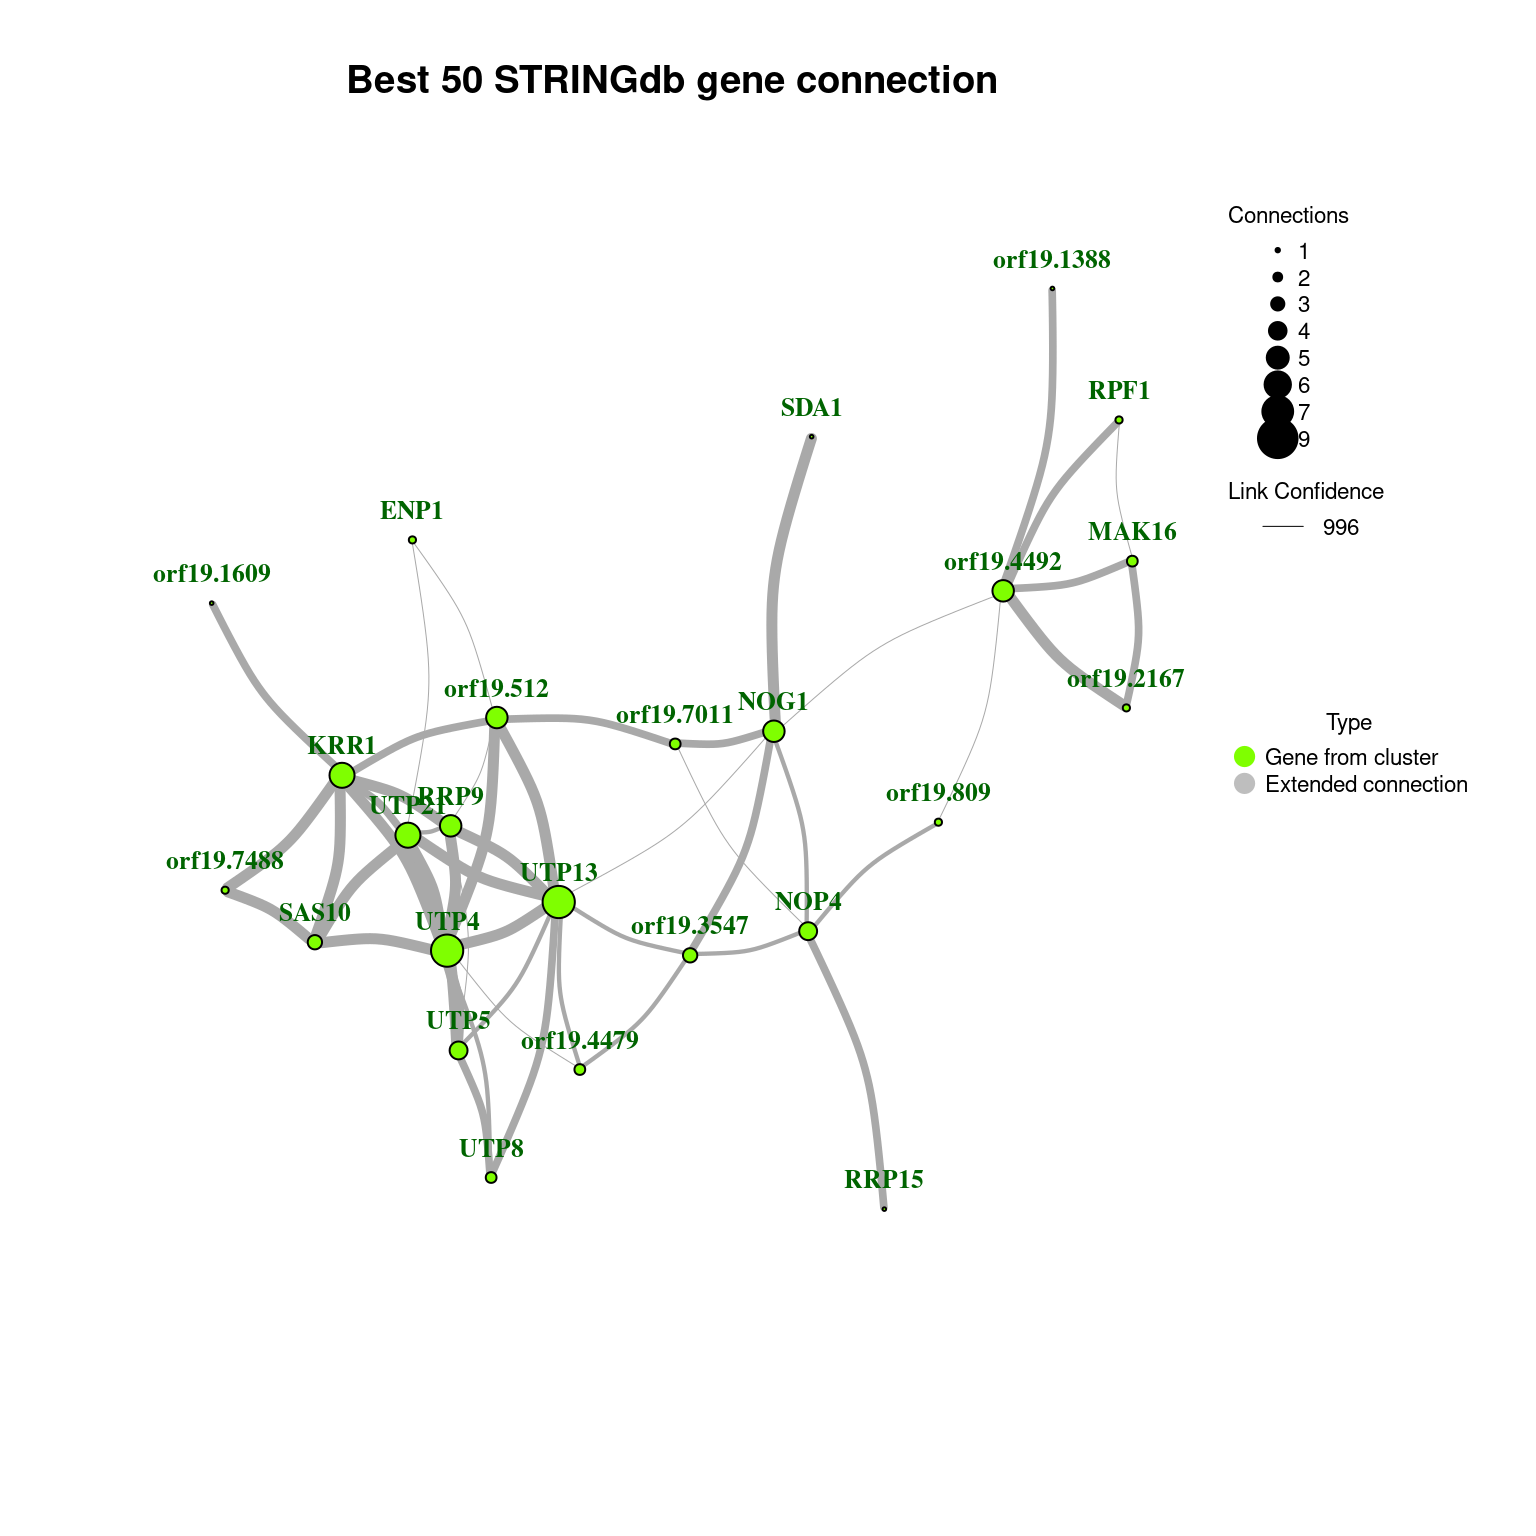 Best 50 STRINGdb gene connection
Connections
1
2
3
4
5
6
7
9
Link Confidence
996
Type
Gene from cluster
Extended connection
orf19.1388
RPF1
SDA1
ENP1
MAK16
orf19.4492
orf19.1609
orf19.2167
orf19.512
NOG1
orf19.7011
KRR1
orf19.809
RRP9
UTP21
orf19.7488
UTP13
NOP4
SAS10
UTP4
orf19.3547
UTP5
orf19.4479
UTP8
RRP15